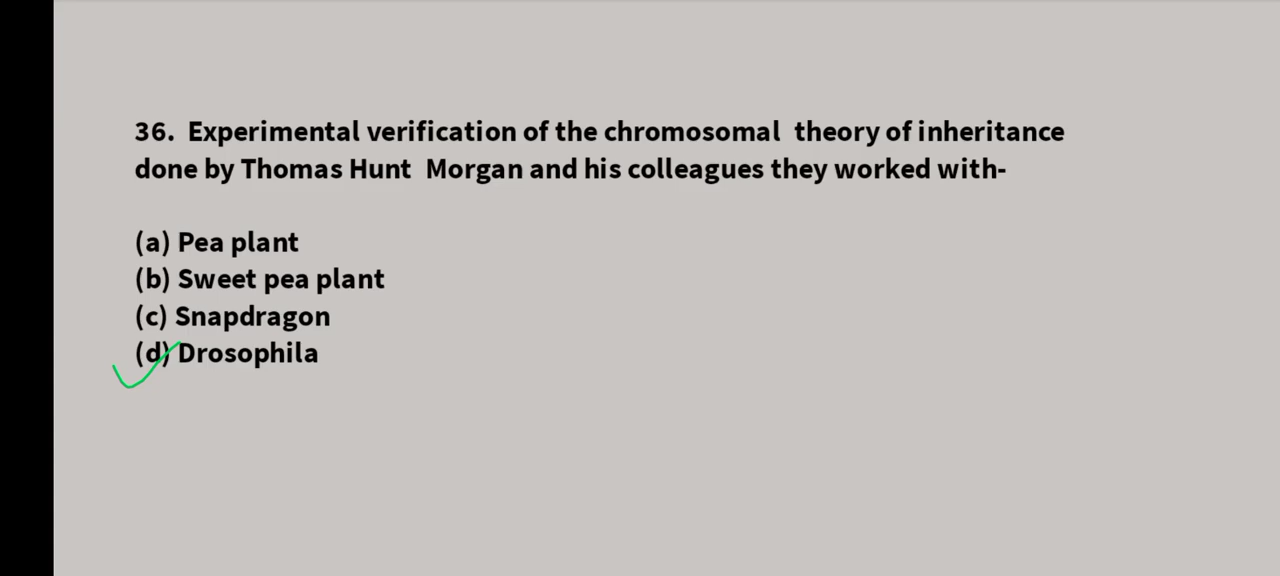 36. Experimental verification of the chromosomal theory of inheritance
done by Thomas Hunt Morgan and his colleagues they worked with-
(a) Pea plant
(b) Sweet pea plant
(c) Snapdragon
(d) Drosophila